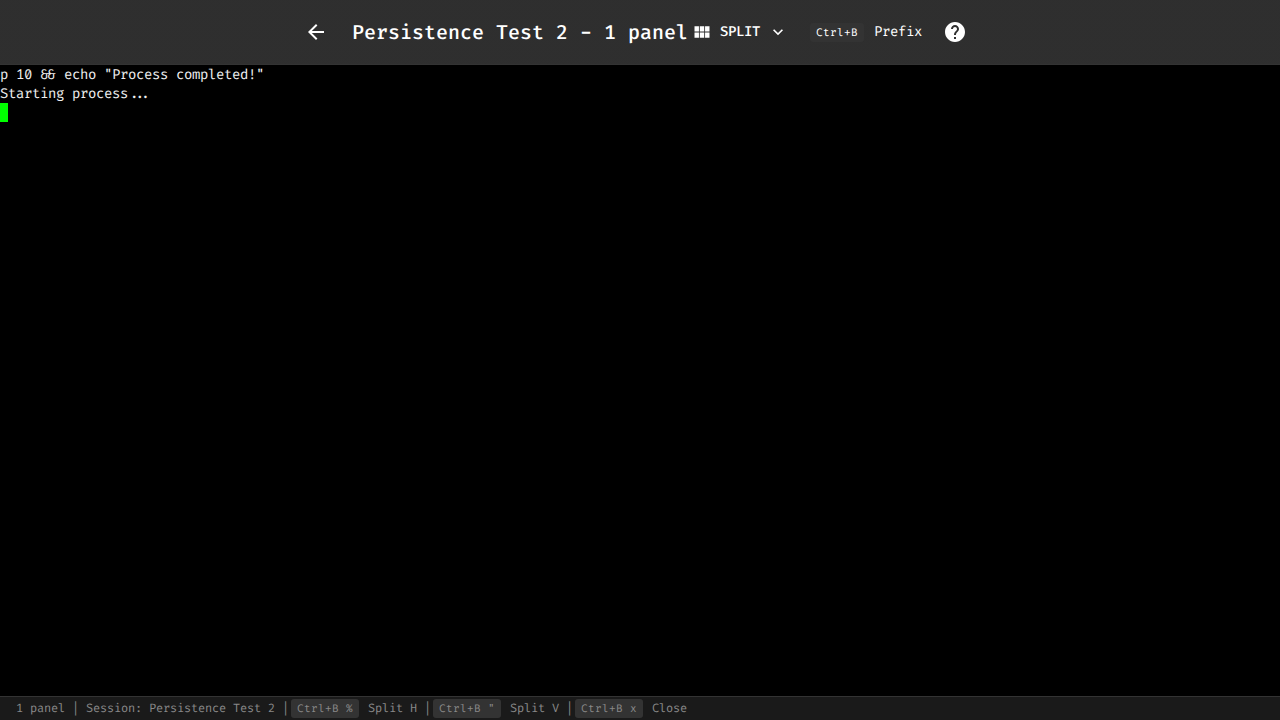 Persistence Test 2 - 1 panel SPLIT Ctrl+B Prefix
p 10 && echo "Process completed!"
Starting process...
1 panel | Session: Persistence Test 2 | Ctrl+B % Split H | Ctrl+B " Split V | Ctrl+B x Close